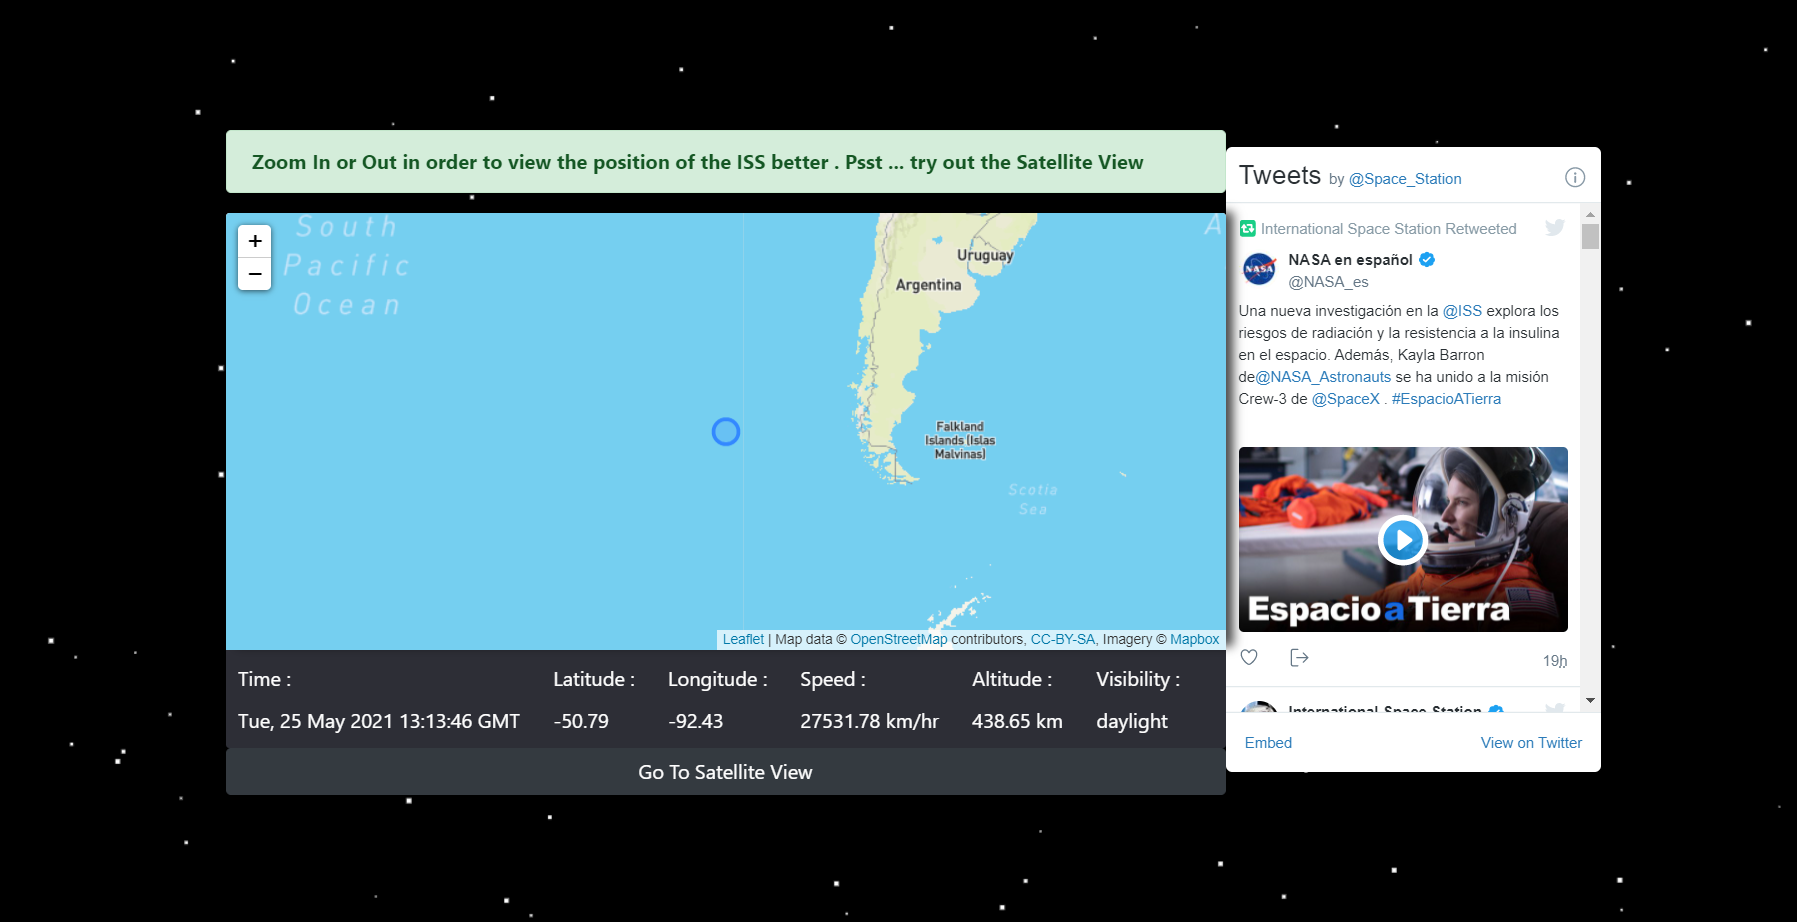 Zoom In or Out in order to view the position of the ISS better . Psst ... try out the Satellite View
South
Pacific
Ocean
+
−
A
Uruguay
Argentina
Falkland
Islands (Islas
Malvinas)
Scotia
Sea
Leaflet | Map data © OpenStreetMap contributors, CC-BY-SA, Imagery © Mapbox
Time : Latitude : Longitude : Speed : Altitude : Visibility :
Tue, 25 May 2021 13:13:46 GMT -50.79 -92.43 27531.78 km/hr 438.65 km daylight
Go To Satellite View
Tweets by @Space_Station
International Space Station Retweeted
NASA
NASA en español
@NASA_es
Una nueva investigación en la @ISS explora los
riesgos de radiación y la resistencia a la insulina
en el espacio. Además, Kayla Barron
de@NASA_Astronauts se ha unido a la misión
Crew-3 de @SpaceX . #EspacioATierra
Espacio a Tierra
19h
International Space Station
Embed View on Twitter